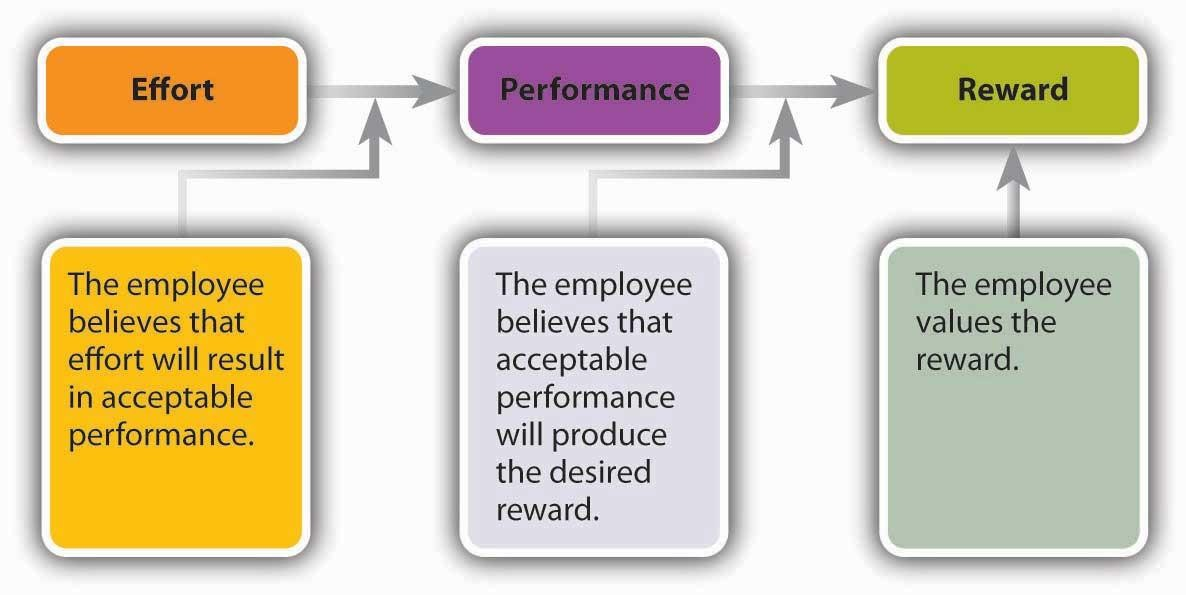 Effort
Performance
Reward
The employee
believes that
effort will result
in acceptable
performance.
The employee
believes that
acceptable
performance
will produce
the desired
reward.
The employee
values the
reward.